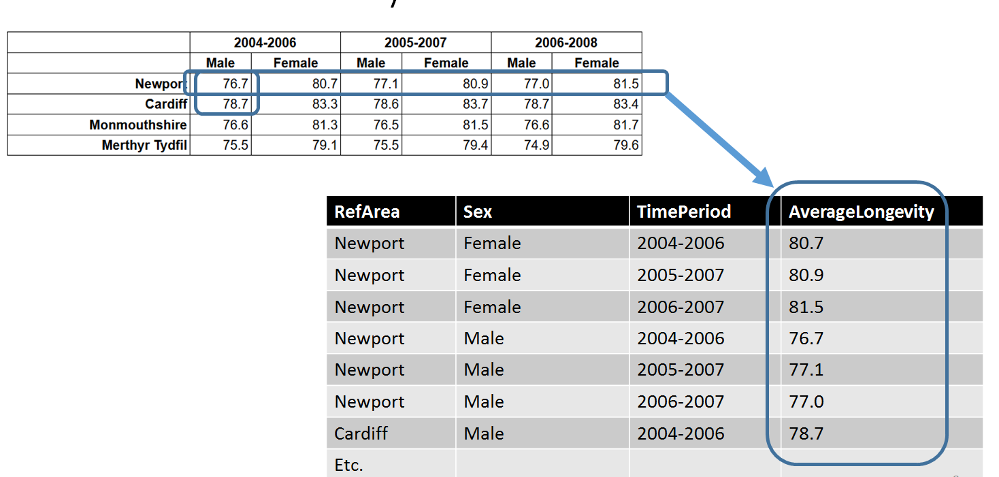 2004-2006 2005-2007 2006-2008
Male Female Male Female Male Female
Newport 76.7 80.7 77.1 80.9 77.0 81.5
Cardiff 78.7 83.3 78.6 83.7 78.7 83.4
Monmouthshire 76.6 81.3 76.5 81.5 76.6 81.7
Merthyr Tydfil 75.5 79.1 75.5 79.4 74.9 79.6
RefArea Sex TimePeriod AverageLongevity
Newport Female 2004-2006 80.7
Newport Female 2005-2007 80.9
Newport Female 2006-2007 81.5
Newport Male 2004-2006 76.7
Newport Male 2005-2007 77.1
Newport Male 2006-2007 77.0
Cardiff Male 2004-2006 78.7
Etc.